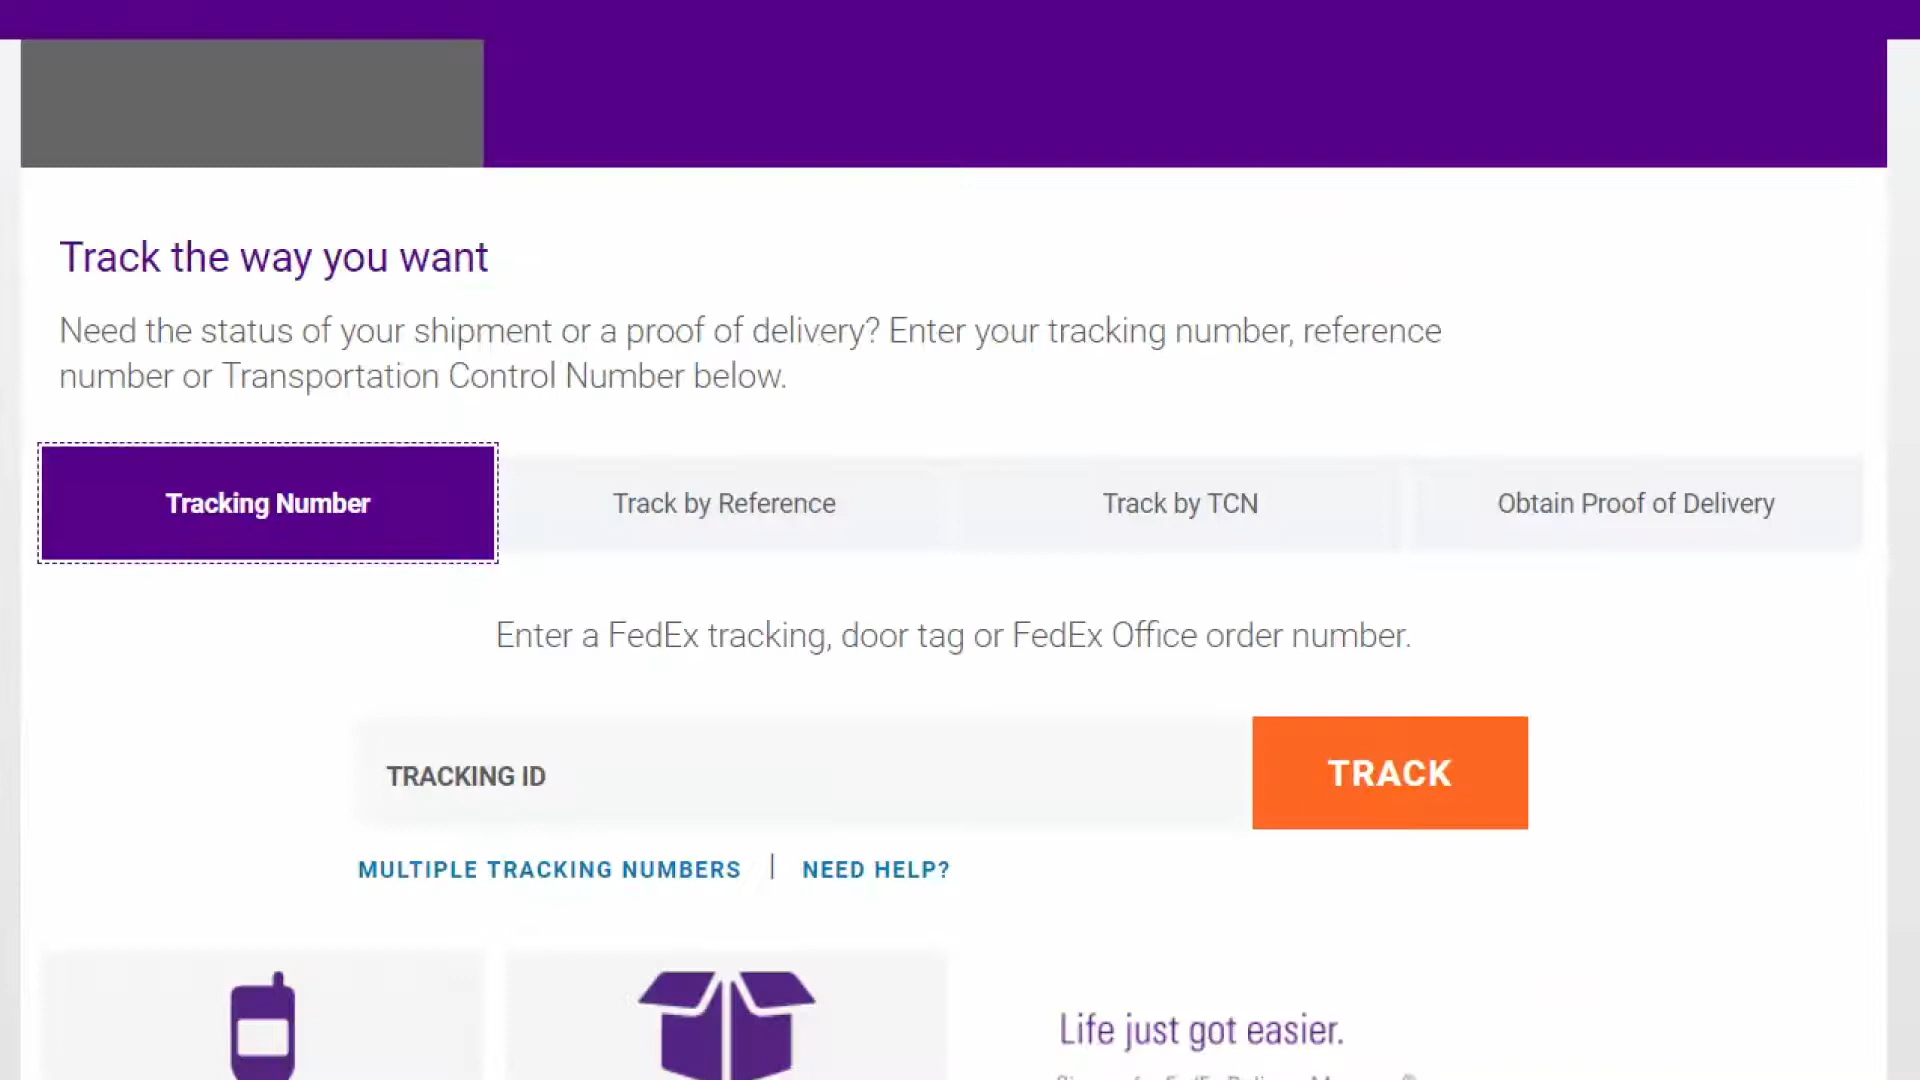 Track the way you want
Need the status of your shipment or a proof of delivery? Enter your tracking number, reference
number or Transportation Control Number below.
Tracking Number
Track by Reference
Track by TCN
Obtain Proof of Delivery
Enter a FedEx tracking, door tag or FedEx Office order number.
TRACKING ID
TRACK
MULTIPLE TRACKING NUMBERS | NEED HELP?
Life just got easier.